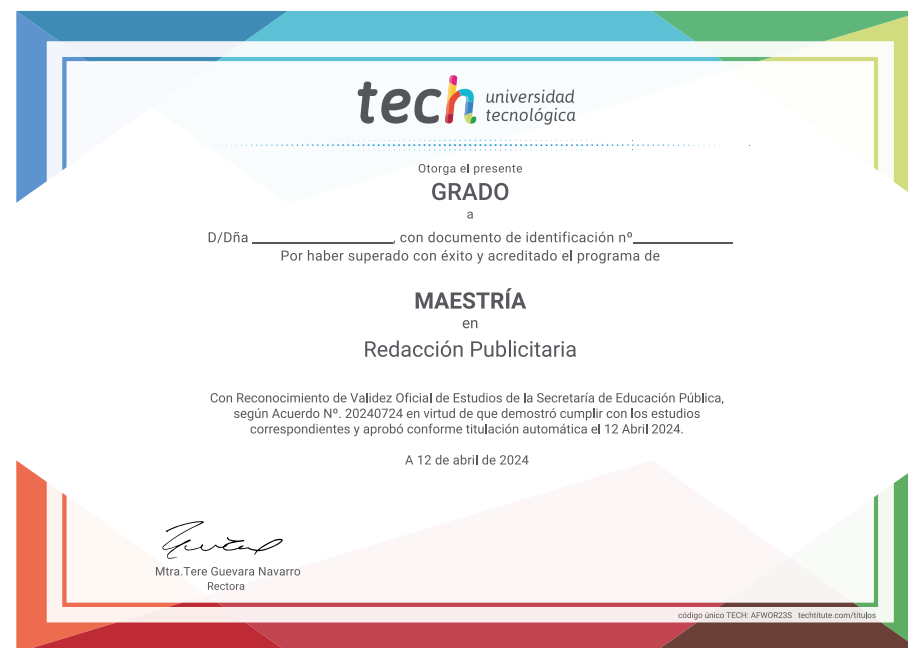 tech universidad
tecnológica
Otorga el presente
GRADO
a
D/Dña ____________________, con documento de identificación nº______________
Por haber superado con éxito y acreditado el programa de
MAESTRÍA
en
Redacción Publicitaria
Con Reconocimiento de Validez Oficial de Estudios de la Secretaría de Educación Pública,
según Acuerdo Nº. 20240724 en virtud de que demostró cumplir con los estudios
correspondientes y aprobó conforme titulación automática el 12 Abril 2024.
A 12 de abril de 2024
Mtra.Tere Guevara Navarro
Rectora
código único TECH: AFWOR23S techtitute.com/titulos